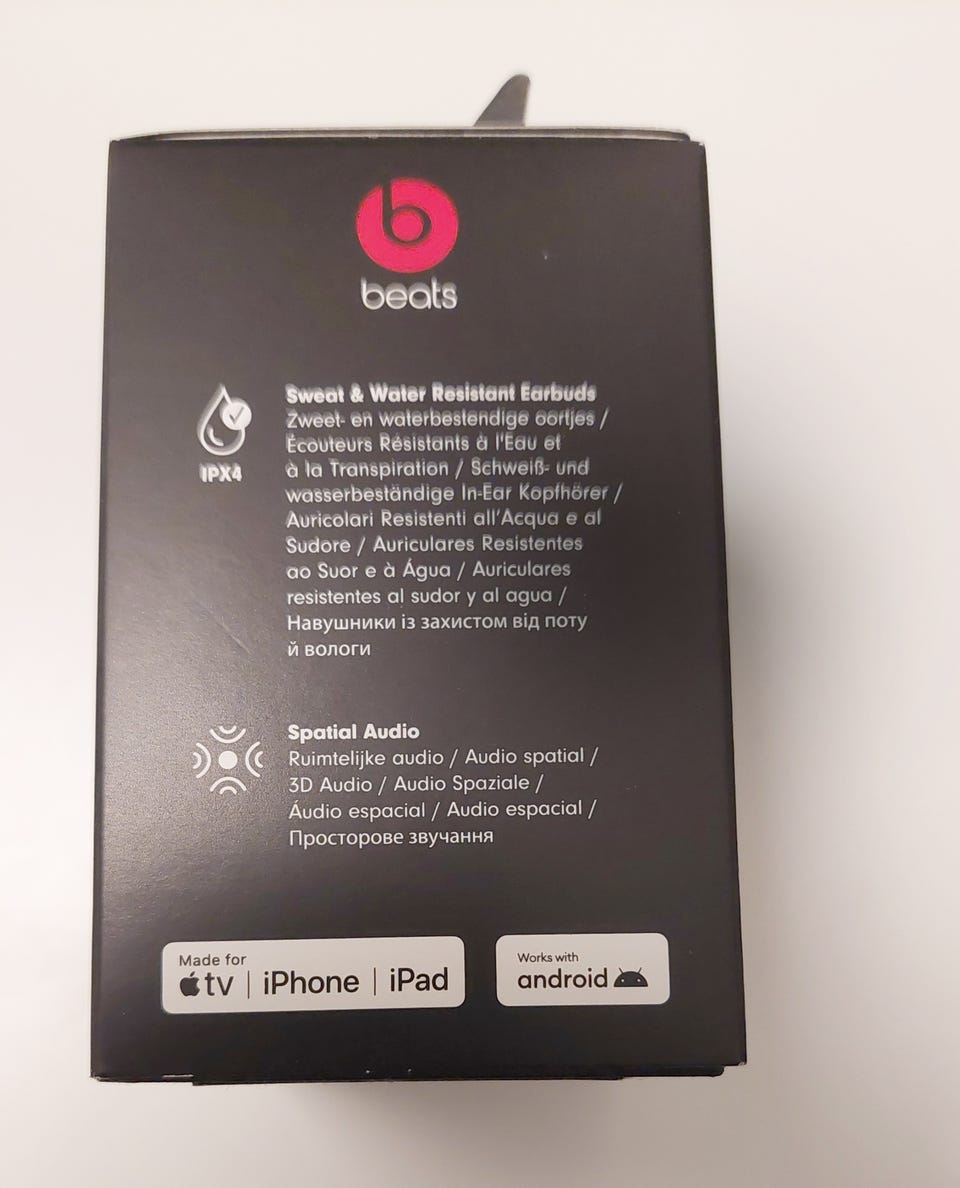 beats
Sweat & Water Resistant Earbuds
Zweet- en waterbestendige oortjes /
Écouteurs Résistants à l'Eau et
à la Transpiration / Schweiß- und
wasserbeständige In-Ear Kopfhörer /
Auricolari Resistenti all'Acqua e al
Sudore / Auriculares Resistentes
ao Suor e à Água / Auriculares
resistentes al sudor y al agua /
Навушники із захистом від поту
й вологи
IPX4
Spatial Audio
Ruimtelijke audio / Audio spatial /
3D Audio / Audio Spaziale /
Áudio espacial / Audio espacial /
Просторове звучання
Made for
tv | iPhone | iPad
Works with
android